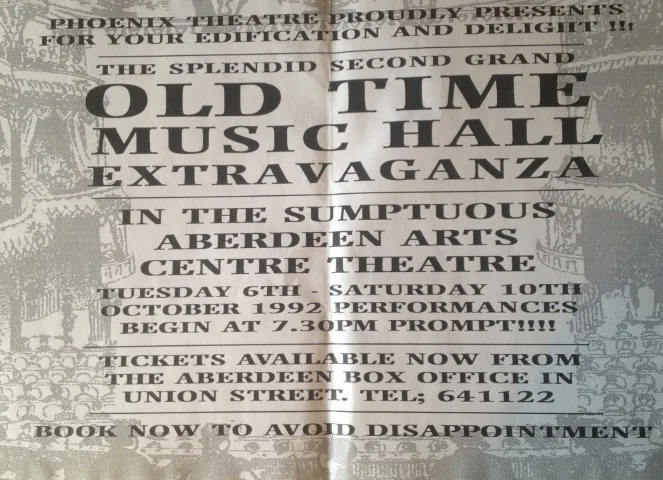 PHOENIX THEATRE PROUDLY PRESENTS
FOR YOUR EDIFICATION AND DELIGHT !!!
THE SPLENDID SECOND GRAND
OLD TIME
MUSIC HALL
EXTRAVAGANZA
IN THE SUMPTUOUS
ABERDEEN ARTS
CENTRE THEATRE
TUESDAY 6TH - SATURDAY 10TH
OCTOBER 1992 PERFORMANCES
BEGIN AT 7.30PM PROMPT!!!!
TICKETS AVAILABLE NOW FROM
THE ABERDEEN BOX OFFICE IN
UNION STREET. TEL; 641122
BOOK NOW TO AVOID DISAPPOINTMENT